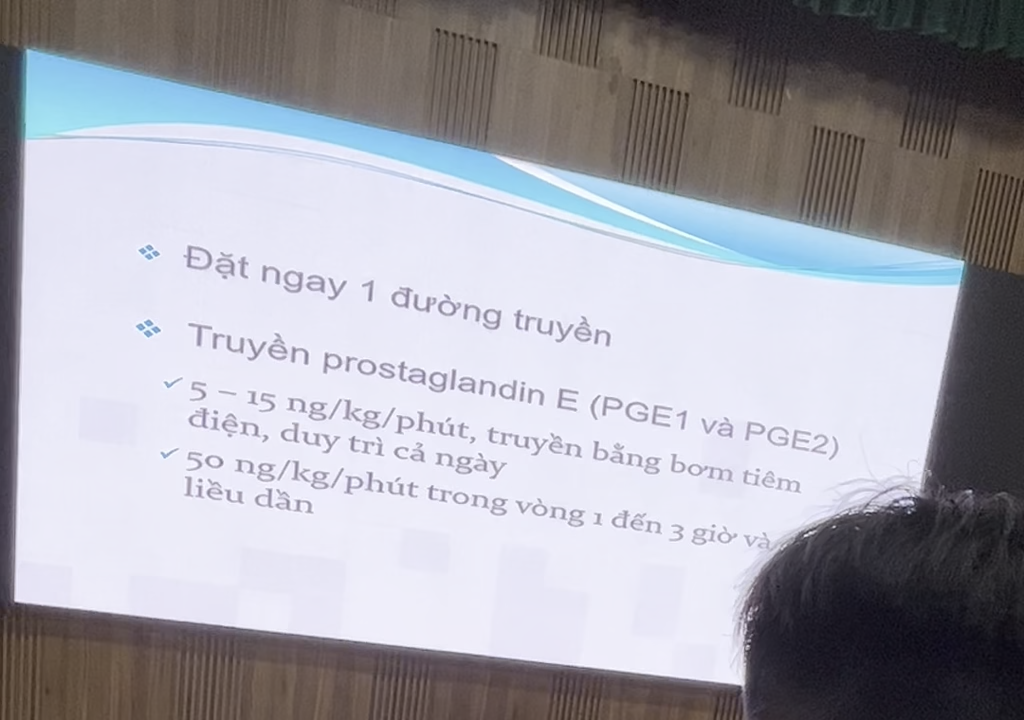 Đặt ngay 1 đường truyền
Truyền prostaglandin E (PGE1 và PGE2)
5 – 15 ng/kg/phút, truyền bằng bơm tiêm
điện, duy trì cả ngày
50 ng/kg/phút trong vòng 1 đến 3 giờ và
liều dần